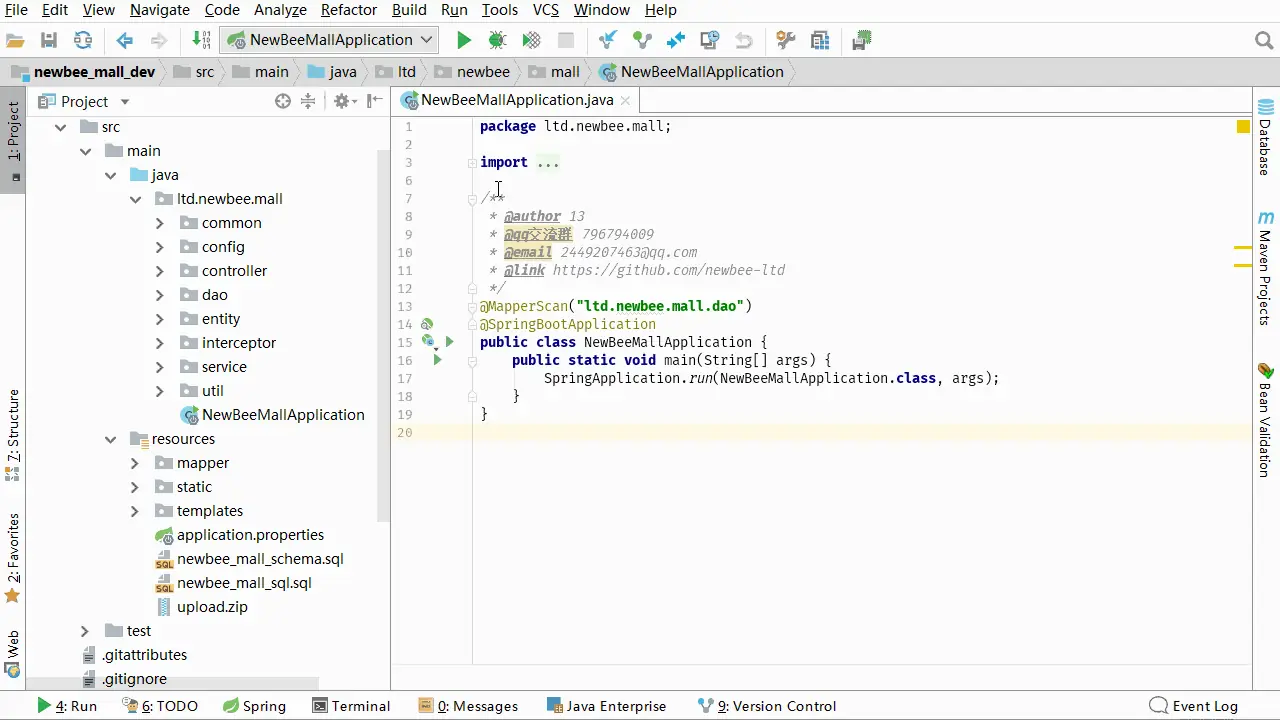 File Edit View Navigate Code Analyze Refactor Build Run Tools VCS Window Help
NewBeeMallApplication
newbee_mall_dev src main java ltd newbee mall NewBeeMallApplication
Project
NewBeeMallApplication.java
1: Project
7: Structure
2: Favorites
Web
src
main
java
ltd.newbee.mall
common
config
controller
dao
entity
interceptor
service
util
NewBeeMallApplication
resources
mapper
static
templates
application.properties
newbee_mall_schema.sql
newbee_mall_sql.sql
upload.zip
test
.gitattributes
.gitignore
1 package ltd.newbee.mall;
2
3 import ...
6
7 /**
8 * @author 13
9 * @qq交流群 796794009
10 * @email 2449207463@qq.com
11 * @link https://github.com/newbee-ltd
12 */
13 @MapperScan("ltd.newbee.mall.dao")
14 @SpringBootApplication
15 public class NewBeeMallApplication {
16 public static void main(String[] args) {
17 SpringApplication.run(NewBeeMallApplication.class, args);
18 }
19 }
20
Database
Maven Projects
Bean Validation
4: Run 6: TODO Spring Terminal 0: Messages Java Enterprise 9: Version Control Event Log